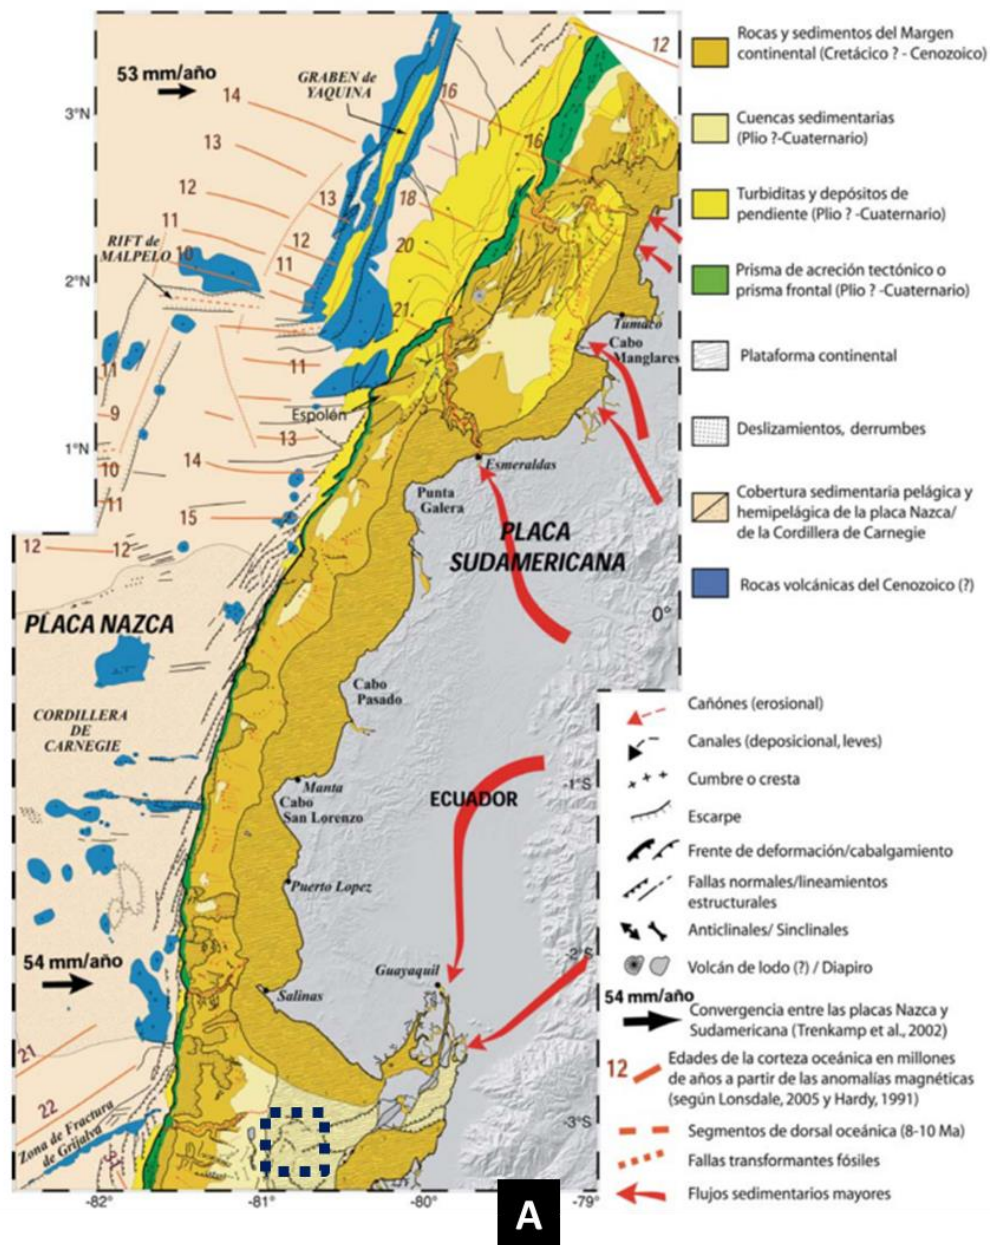 53 mm/año
GRABEN de
YAQUINA
16
12
14
13
12
11
10
RIFT de
MALPELO
13
12
11
18
20
21
16
3°N
2°N
1°N
11
9
10
11
11
13
14
15
12
12
Espolón
Tumaco
Cabo
Manglares
Esmeraldas
Punta
Galera
PLACA
SUDAMERICANA
0°
PLACA NAZCA
CORDILLERA
DE
CARNEGIE
Cabo
Pasado
Manta
Cabo
San Lorenzo
ECUADOR
-1°S
Puerto Lopez
54 mm/año
Guayaquil
Salinas
-2°S
21
22
Zona de Fractura
de Grijalva
-3°S
-82
-81
-80
-79°
A
Rocas y sedimentos del Margen
continental (Cretácico ? - Cenozoico)
Cuencas sedimentarias
(Plio ?-Cuaternario)
Turbiditas y depósitos de
pendiente (Plio ? -Cuaternario)
Prisma de acreción tectónico o
prisma frontal (Plio ? -Cuaternario)
Plataforma continental
Deslizamientos, derrumbes
Cobertura sedimentaria pelágica y
hemipelágica de la placa Nazca/
de la Cordillera de Carnegie
Rocas volcánicas del Cenozoico (?)
Cañónes (erosional)
Canales (deposicional, leves)
Cumbre o cresta
Escarpe
Frente de deformación/cabalgamiento
Fallas normales/lineamientos
estructurales
Anticlinales/ Sinclinales
Volcán de lodo (?) / Diapiro
54 mm/año
Convergencia entre las placas Nazca y
Sudamericana (Trenkamp et al., 2002)
12 Edades de la corteza oceánica en millones
de años a partir de las anomalías magnéticas
(según Lonsdale, 2005 y Hardy, 1991)
Segmentos de dorsal oceánica (8-10 Ma)
Fallas transformantes fósiles
Flujos sedimentarios mayores